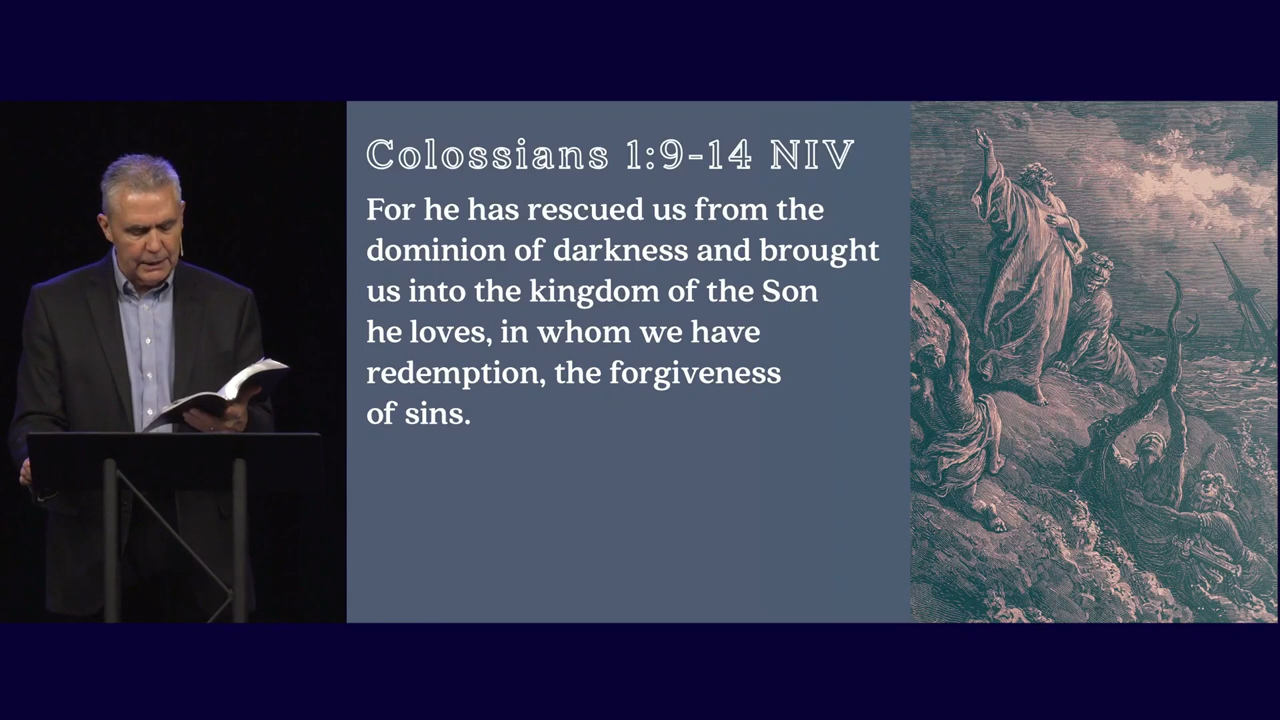 Colossians 1:9-14 NIV
For he has rescued us from the
dominion of darkness and brought
us into the kingdom of the Son
he loves, in whom we have
redemption, the forgiveness
of sins.